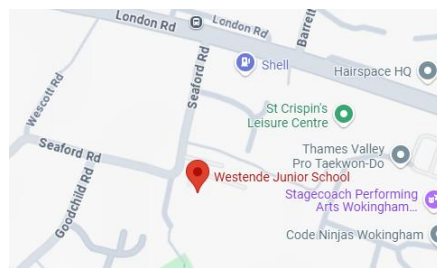 London Rd
London Rd
Barrett
Seaford Rd
Wescott Rd
Shell
Hairspace HQ
St Crispin's
Leisure Centre
Thames Valley
Pro Taekwon-Do
Seaford Rd
Westende Junior School
Goodchild Rd
Stagecoach Performing
Arts Wokingham...
Code Ninjas Wokingham